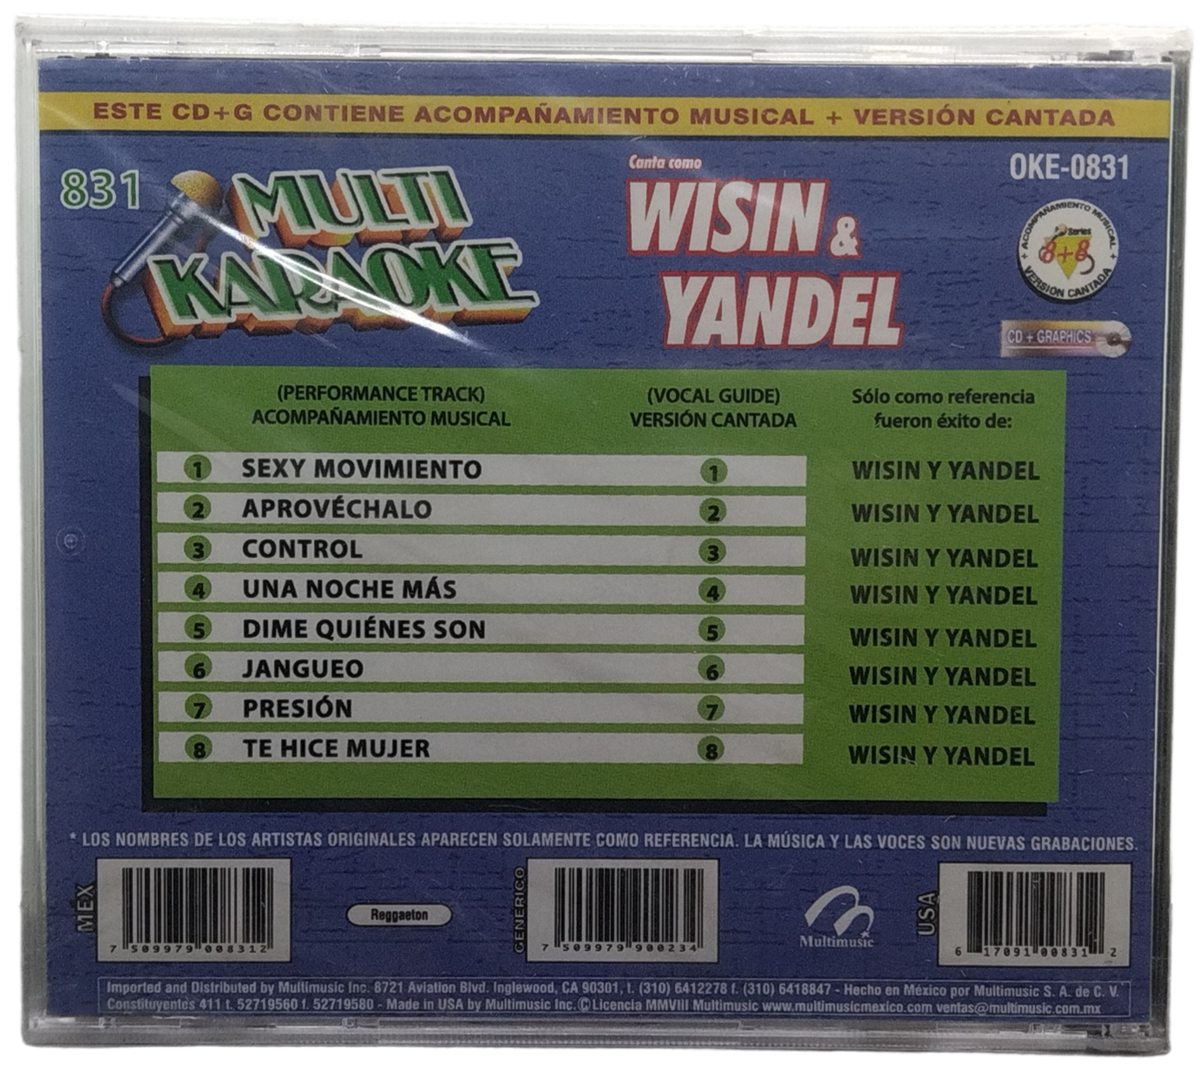 ESTE CD+G CONTIENE ACOMPAÑAMIENTO MUSICAL + VERSIÓN CANTADA
831
MULTI
KARAOKE
Canta como
WISIN &
YANDEL
OKE-0831
ACOMPAÑAMIENTO MUSICAL
Series
8+8
+ VERSIÓN CANTADA +
CD + GRAPHICS
(PERFORMANCE TRACK)
ACOMPAÑAMIENTO MUSICAL
(VOCAL GUIDE)
VERSIÓN CANTADA
Sólo como referencia
fueron éxito de:
1 SEXY MOVIMIENTO 1 WISIN Y YANDEL
2 APROVÉCHALO 2 WISIN Y YANDEL
3 CONTROL 3 WISIN Y YANDEL
4 UNA NOCHE MÁS 4 WISIN Y YANDEL
5 DIME QUIÉNES SON 5 WISIN Y YANDEL
6 JANGUEO 6 WISIN Y YANDEL
7 PRESIÓN 7 WISIN Y YANDEL
8 TE HICE MUJER 8 WISIN Y YANDEL
* LOS NOMBRES DE LOS ARTISTAS ORIGINALES APARECEN SOLAMENTE COMO REFERENCIA. LA MÚSICA Y LAS VOCES SON NUEVAS GRABACIONES.
MEX
7 509979 008312
Reggaeton
GENERICO
7 509979 900234
Multimusic
USA
6 17091 00831 2
Imported and Distributed by Multimusic Inc. 8721 Aviation Blvd. Inglewood, CA 90301, t. (310) 6412278 f. (310) 6418847 - Hecho en México por Multimusic S. A. de C. V.
Constituyentes 411 t. 52719560 f. 52719580 - Made in USA by Multimusic Inc. © Licencia MMVIII Multimusic www.multimusicmexico.com ventas@multimusic.com.mx